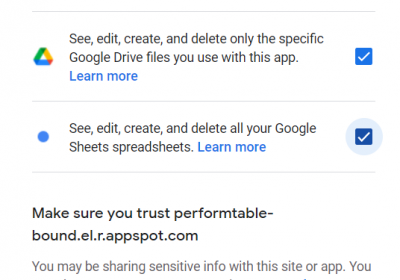 See, edit, create, and delete only the specific
Google Drive files you use with this app.
Learn more
See, edit, create, and delete all your Google
Sheets spreadsheets. Learn more
Make sure you trust performtable-
bound.el.r.appspot.com
You may be sharing sensitive info with this site or app. You